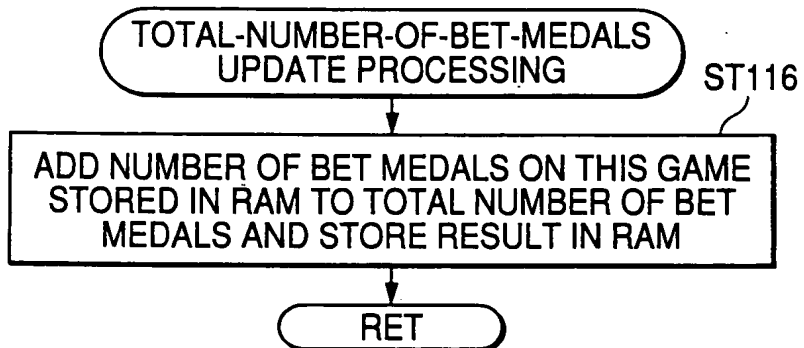 TOTAL-NUMBER-OF-BET-MEDALS
UPDATE PROCESSING
ST116
ADD NUMBER OF BET MEDALS ON THIS GAME
STORED IN RAM TO TOTAL NUMBER OF BET
MEDALS AND STORE RESULT IN RAM
RET